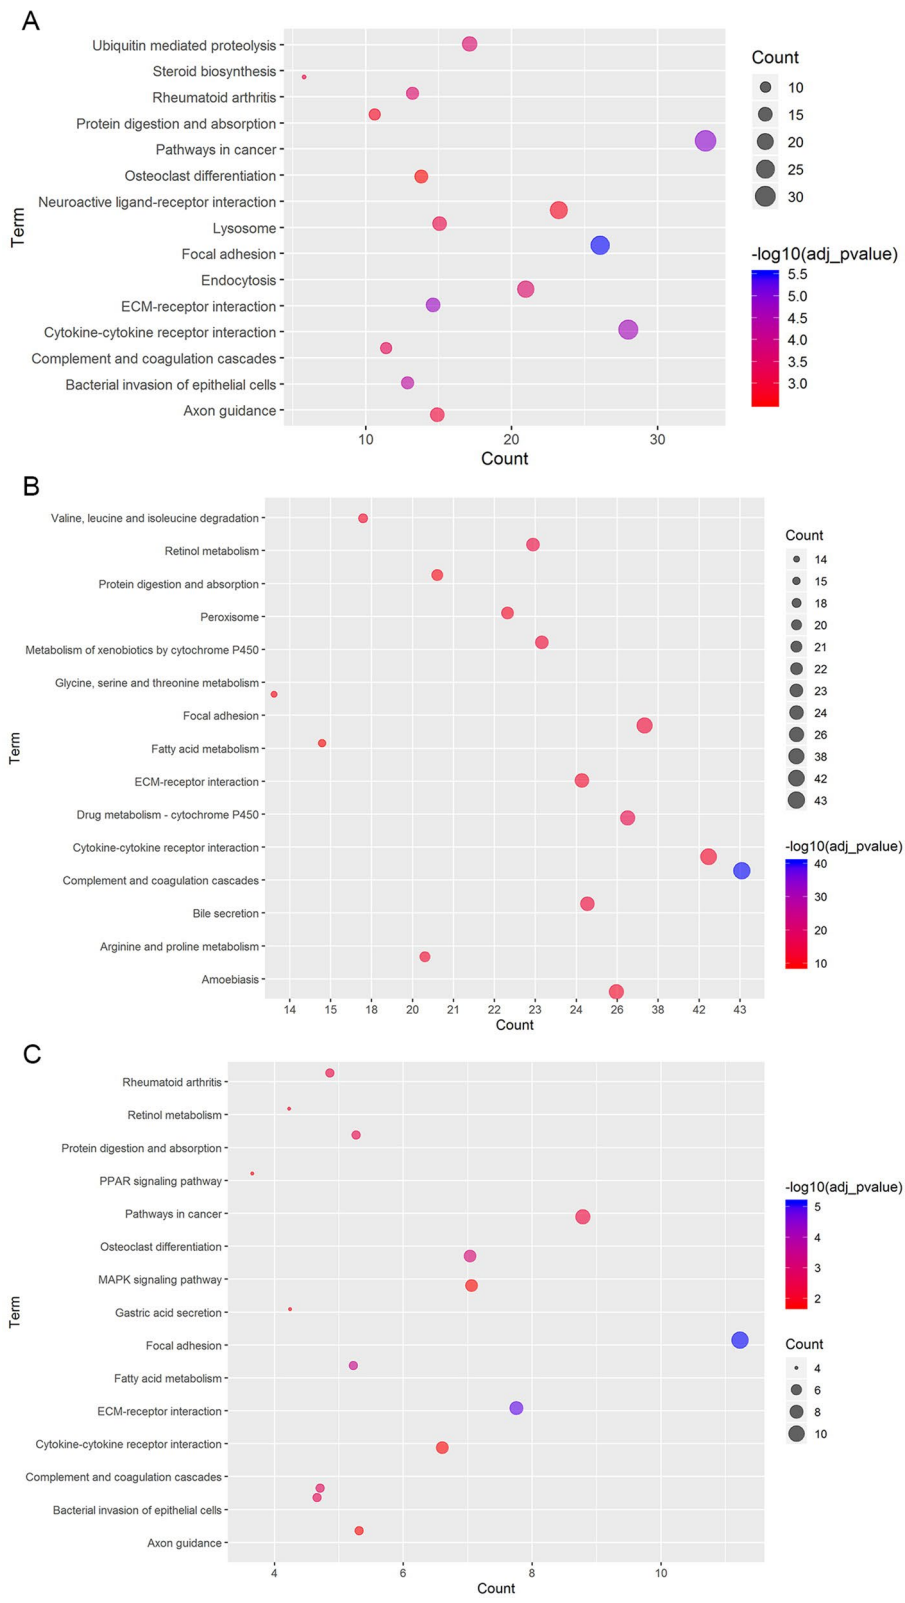 A
Ubiquitin mediated proteolysis
Steroid biosynthesis
Rheumatoid arthritis
Protein digestion and absorption
Pathways in cancer
Osteoclast differentiation
Neuroactive ligand-receptor interaction
Lysosome
Focal adhesion
Endocytosis
ECM-receptor interaction
Cytokine-cytokine receptor interaction
Complement and coagulation cascades
Bacterial invasion of epithelial cells
Axon guidance
Term
10 20 30
Count
Count
10
15
20
25
30
-log10(adj_pvalue)
5.5
5.0
4.5
4.0
3.5
3.0
B
Valine, leucine and isoleucine degradation
Retinol metabolism
Protein digestion and absorption
Peroxisome
Metabolism of xenobiotics by cytochrome P450
Glycine, serine and threonine metabolism
Focal adhesion
Fatty acid metabolism
ECM-receptor interaction
Drug metabolism - cytochrome P450
Cytokine-cytokine receptor interaction
Complement and coagulation cascades
Bile secretion
Arginine and proline metabolism
Amoebiasis
Term
14 15 18 20 21 22 23 24 26 38 42 43
Count
Count
14
15
18
20
21
22
23
24
26
38
42
43
-log10(adj_pvalue)
40
30
20
10
C
Rheumatoid arthritis
Retinol metabolism
Protein digestion and absorption
PPAR signaling pathway
Pathways in cancer
Osteoclast differentiation
MAPK signaling pathway
Gastric acid secretion
Focal adhesion
Fatty acid metabolism
ECM-receptor interaction
Cytokine-cytokine receptor interaction
Complement and coagulation cascades
Bacterial invasion of epithelial cells
Axon guidance
Term
4 6 8 10
Count
-log10(adj_pvalue)
5
4
3
2
Count
4
6
8
10